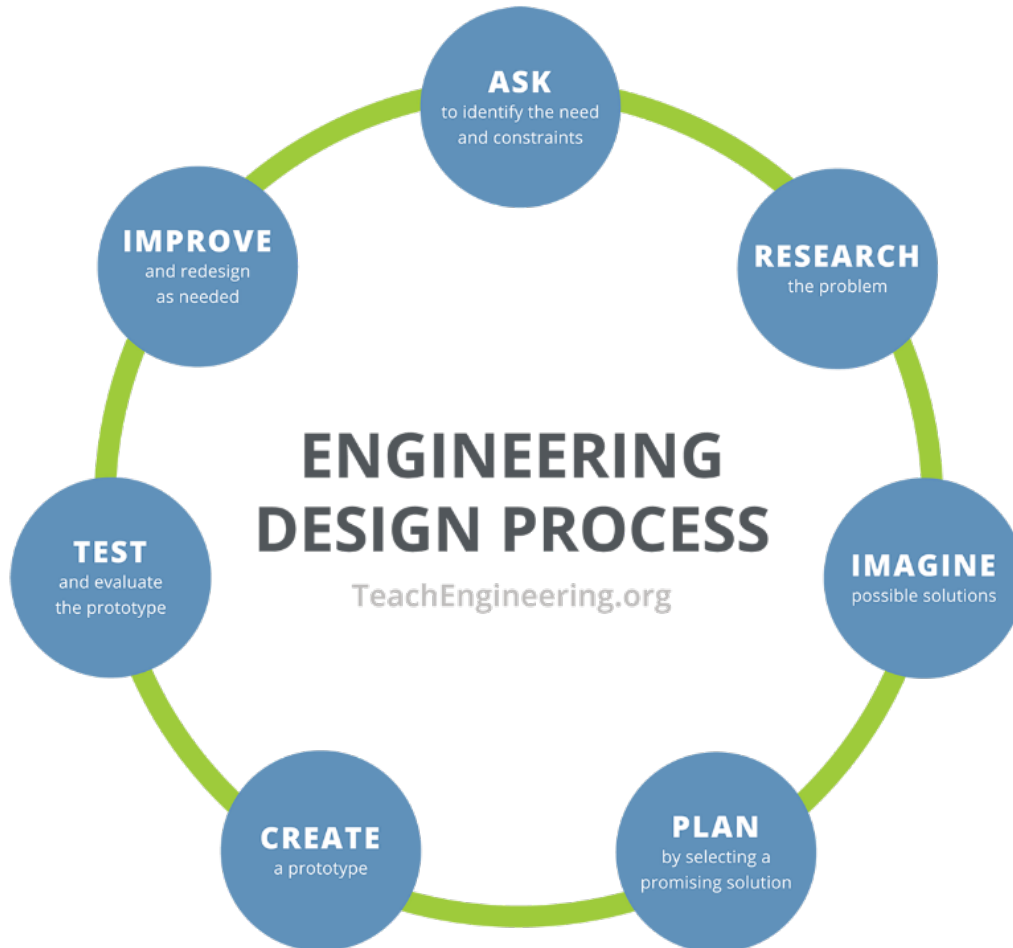 ASK
to identify the need
and constraints
RESEARCH
the problem
IMAGINE
possible solutions
PLAN
by selecting a
promising solution
CREATE
a prototype
TEST
and evaluate
the prototype
IMPROVE
and redesign
as needed
ENGINEERING
DESIGN PROCESS
TeachEngineering.org